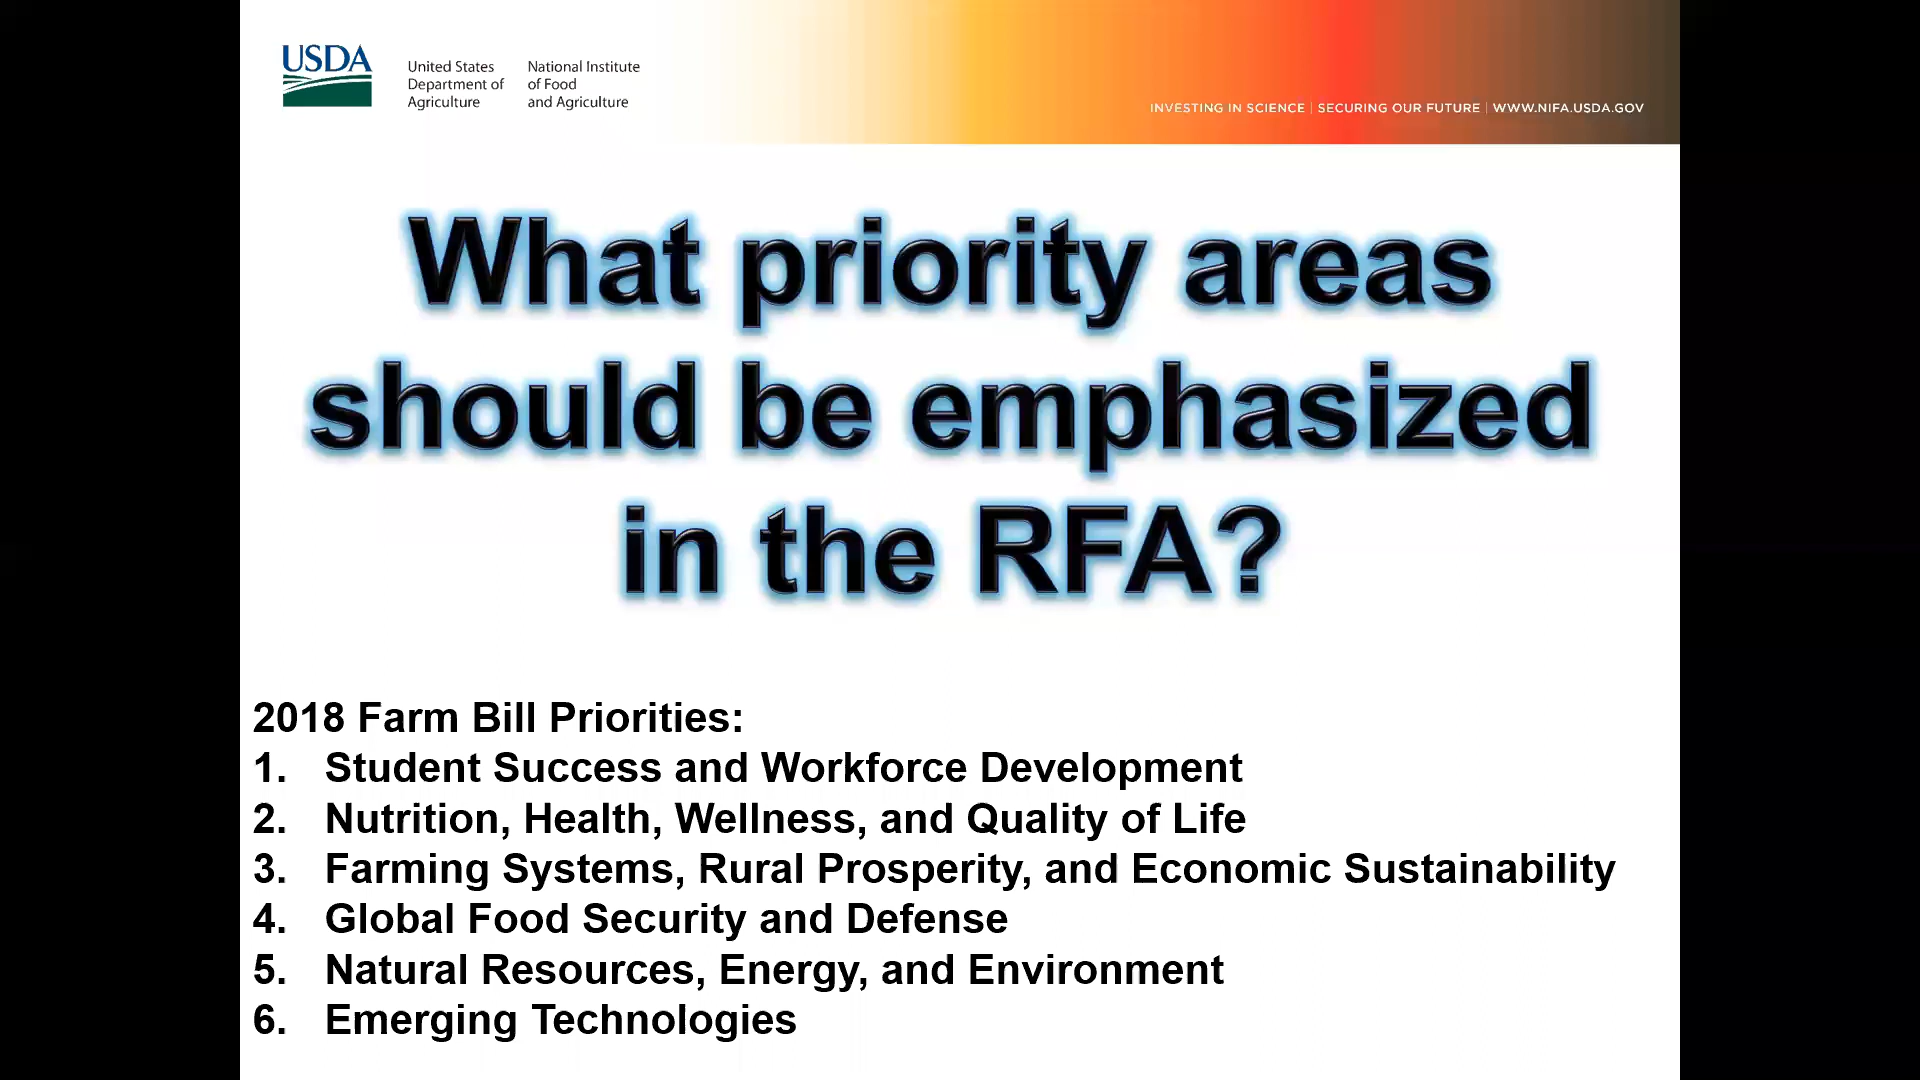 USDA
United States
Department of
Agriculture
National Institute
of Food
and Agriculture
INVESTING IN SCIENCE | SECURING OUR FUTURE | WWW.NIFA.USDA.GOV
What priority areas
should be emphasized
in the RFA?
2018 Farm Bill Priorities:
1. Student Success and Workforce Development
2. Nutrition, Health, Wellness, and Quality of Life
3. Farming Systems, Rural Prosperity, and Economic Sustainability
4. Global Food Security and Defense
5. Natural Resources, Energy, and Environment
6. Emerging Technologies